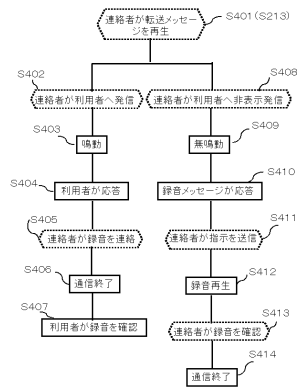 連絡者が転送メッセー
ジを再生
S401(S213)
S402
連絡者が利用者へ発信
S403
鳴動
S404
利用者が応答
S405
連絡者が録音を連絡
S406
通信終了
S407
利用者が録音を確認
S408
連絡者が利用者へ非表示発信
S409
無鳴動
S410
録音メッセージが応答
S411
連絡者が指示を送信
S412
録音再生
S413
連絡者が録音を確認
S414
通信終了